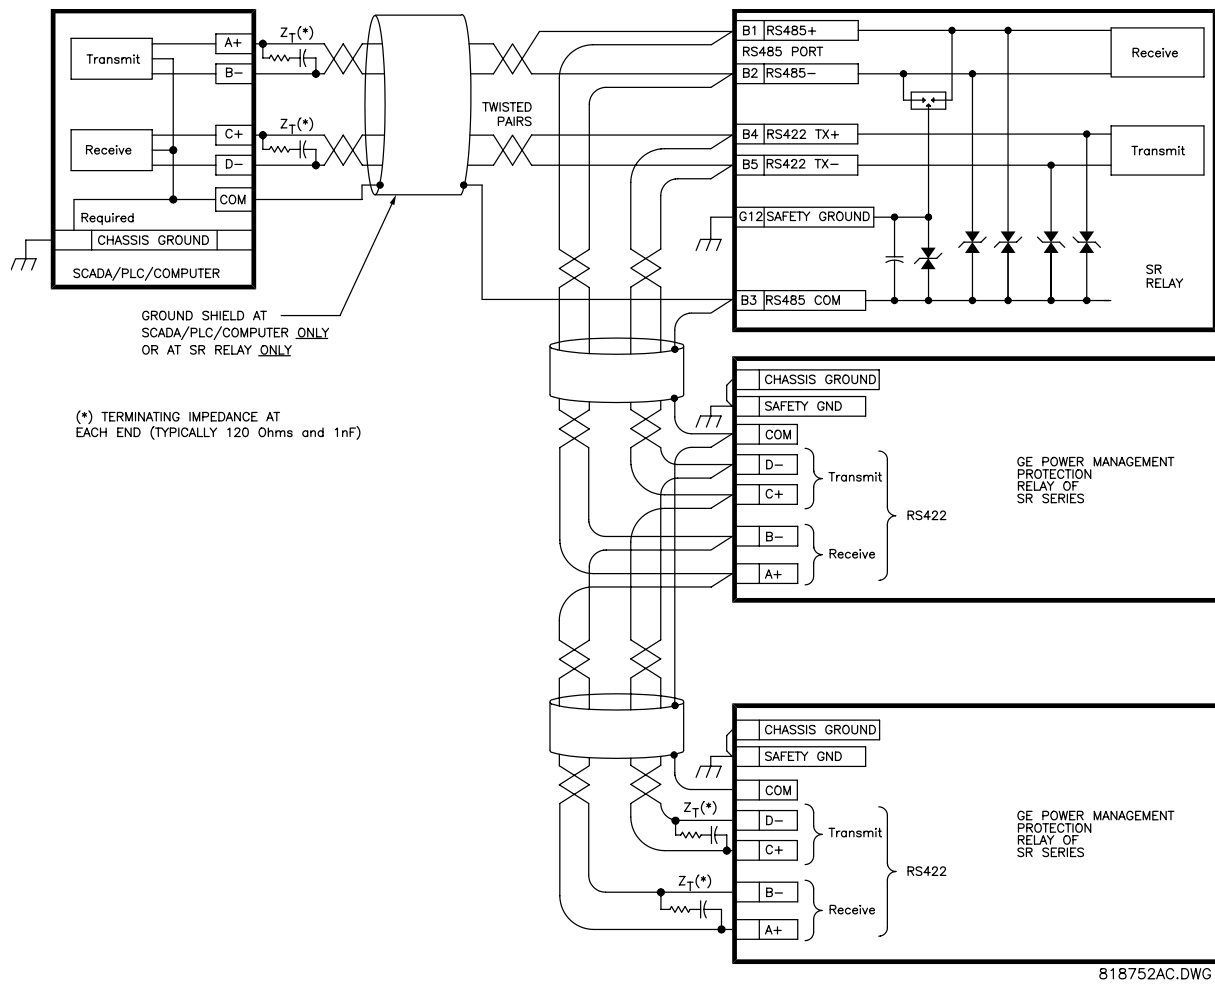 Transmit
A+
B-
Z_T(*)
Receive
C+
D-
Z_T(*)
COM
Required
CHASSIS GROUND
SCADA/PLC/COMPUTER
TWISTED
PAIRS
GROUND SHIELD AT
SCADA/PLC/COMPUTER ONLY
OR AT SR RELAY ONLY
(*) TERMINATING IMPEDANCE AT
EACH END (TYPICALLY 120 Ohms and 1nF)
B1 RS485+
RS485 PORT
B2 RS485-
B4 RS422 TX+
B5 RS422 TX-
G12 SAFETY GROUND
B3 RS485 COM
Receive
Transmit
SR
RELAY
CHASSIS GROUND
SAFETY GND
COM
D-
C+
Transmit
B-
A+
Receive
RS422
GE POWER MANAGEMENT
PROTECTION
RELAY OF
SR SERIES
CHASSIS GROUND
SAFETY GND
COM
Z_T(*)
D-
C+
Transmit
Z_T(*)
B-
A+
Receive
RS422
GE POWER MANAGEMENT
PROTECTION
RELAY OF
SR SERIES
818752AC.DWG